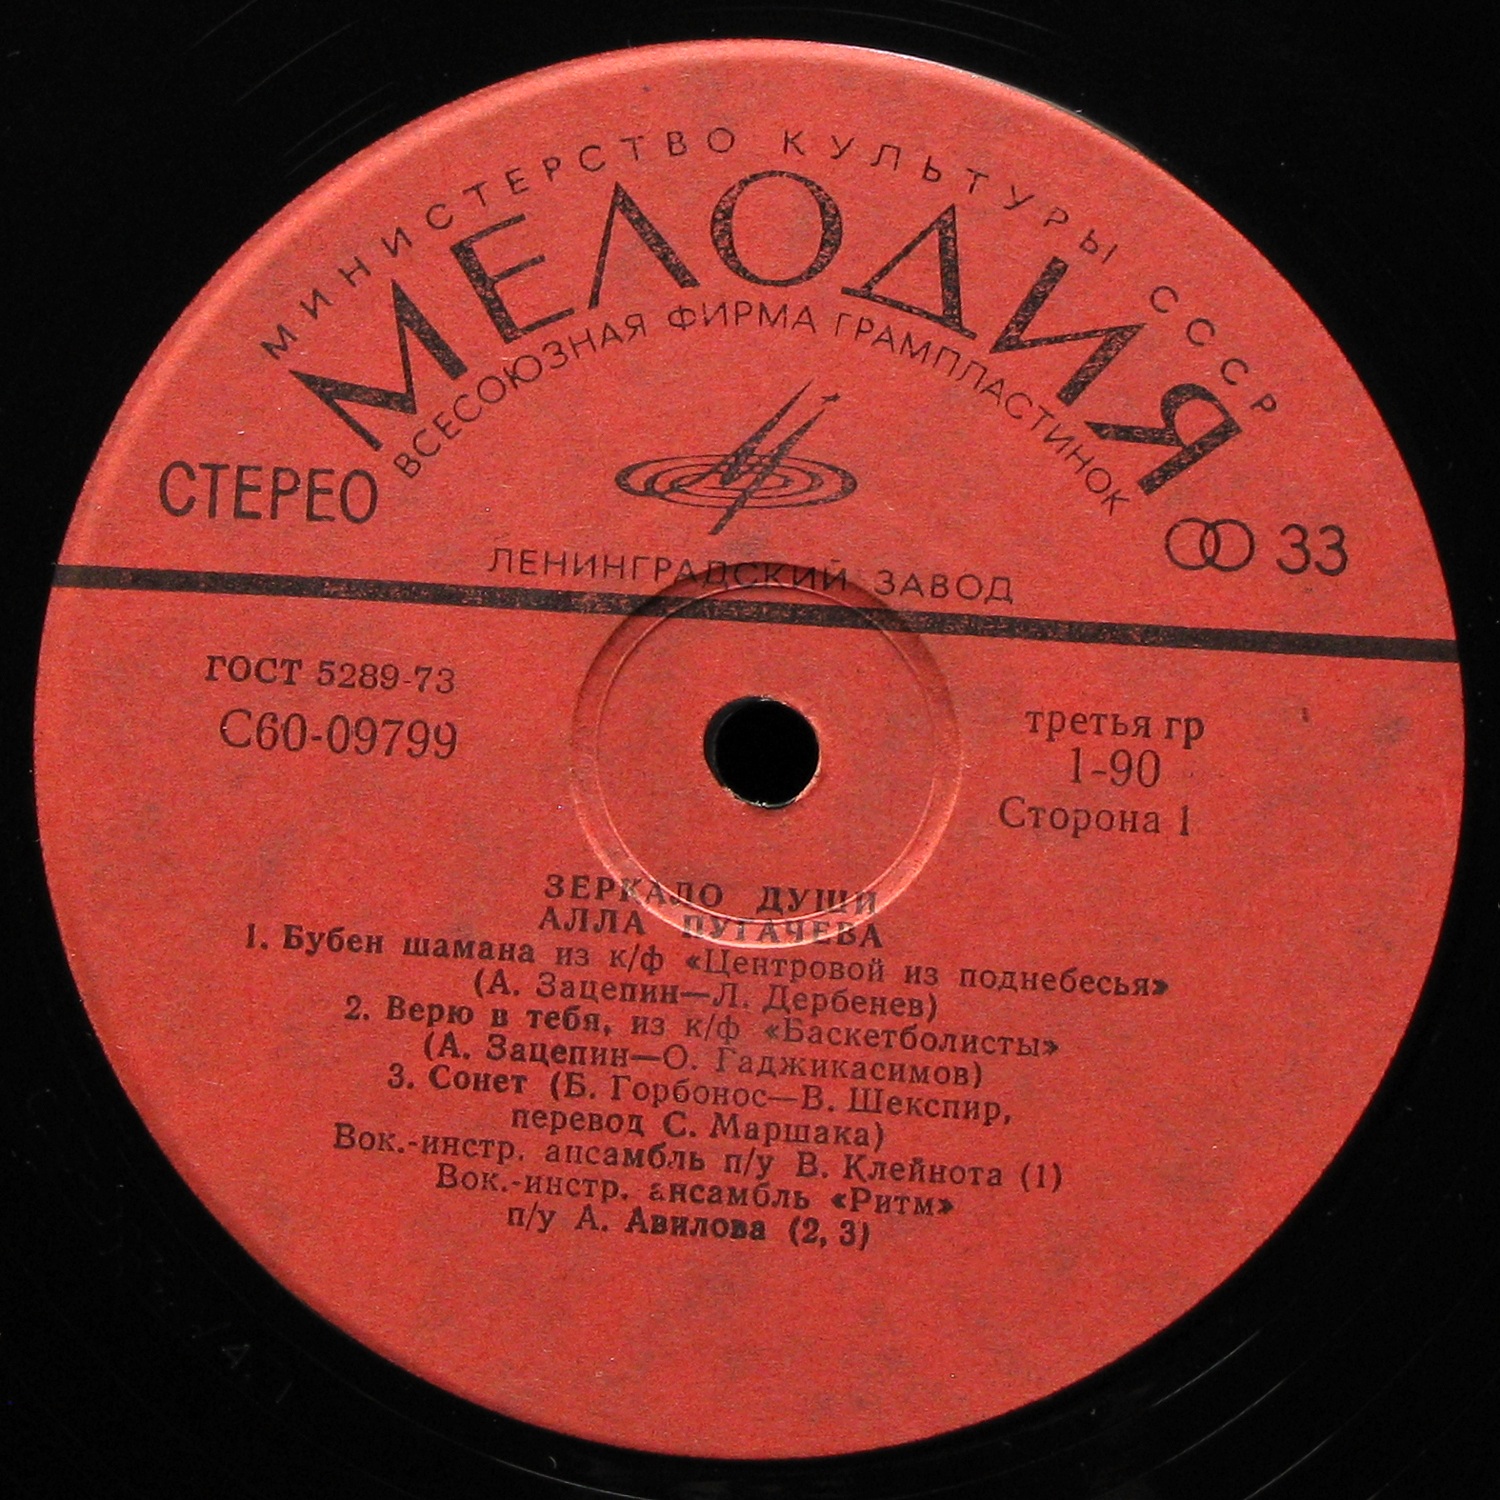 МИНИСТЕРСТВО КУЛЬТУРЫ СССР
МЕЛОДИЯ
ВСЕСОЮЗНАЯ ФИРМА ГРАМПЛАСТИНОК
СТЕРЕО
33
ЛЕНИНГРАДСКИЙ ЗАВОД
ГОСТ 5289-73
С60-09799
третья гр
1-90
Сторона 1
ЗЕРКАЛО ДУШИ
АЛЛА ПУГАЧЕВА
1. Бубен шамана из к/ф «Центровой из поднебесья»
(А. Зацепин—Л. Дербенев)
2. Верю в тебя, из к/ф «Баскетболисты»
(А. Зацепин—О. Гаджикасимов)
3. Сонет (Б. Горбонос—В. Шекспир,
перевод С. Маршака)
Вок.-инстр. ансамбль п/у В. Клейнота (1)
Вок.-инстр. ансамбль «Ритм»
п/у А. Авилова (2, 3)